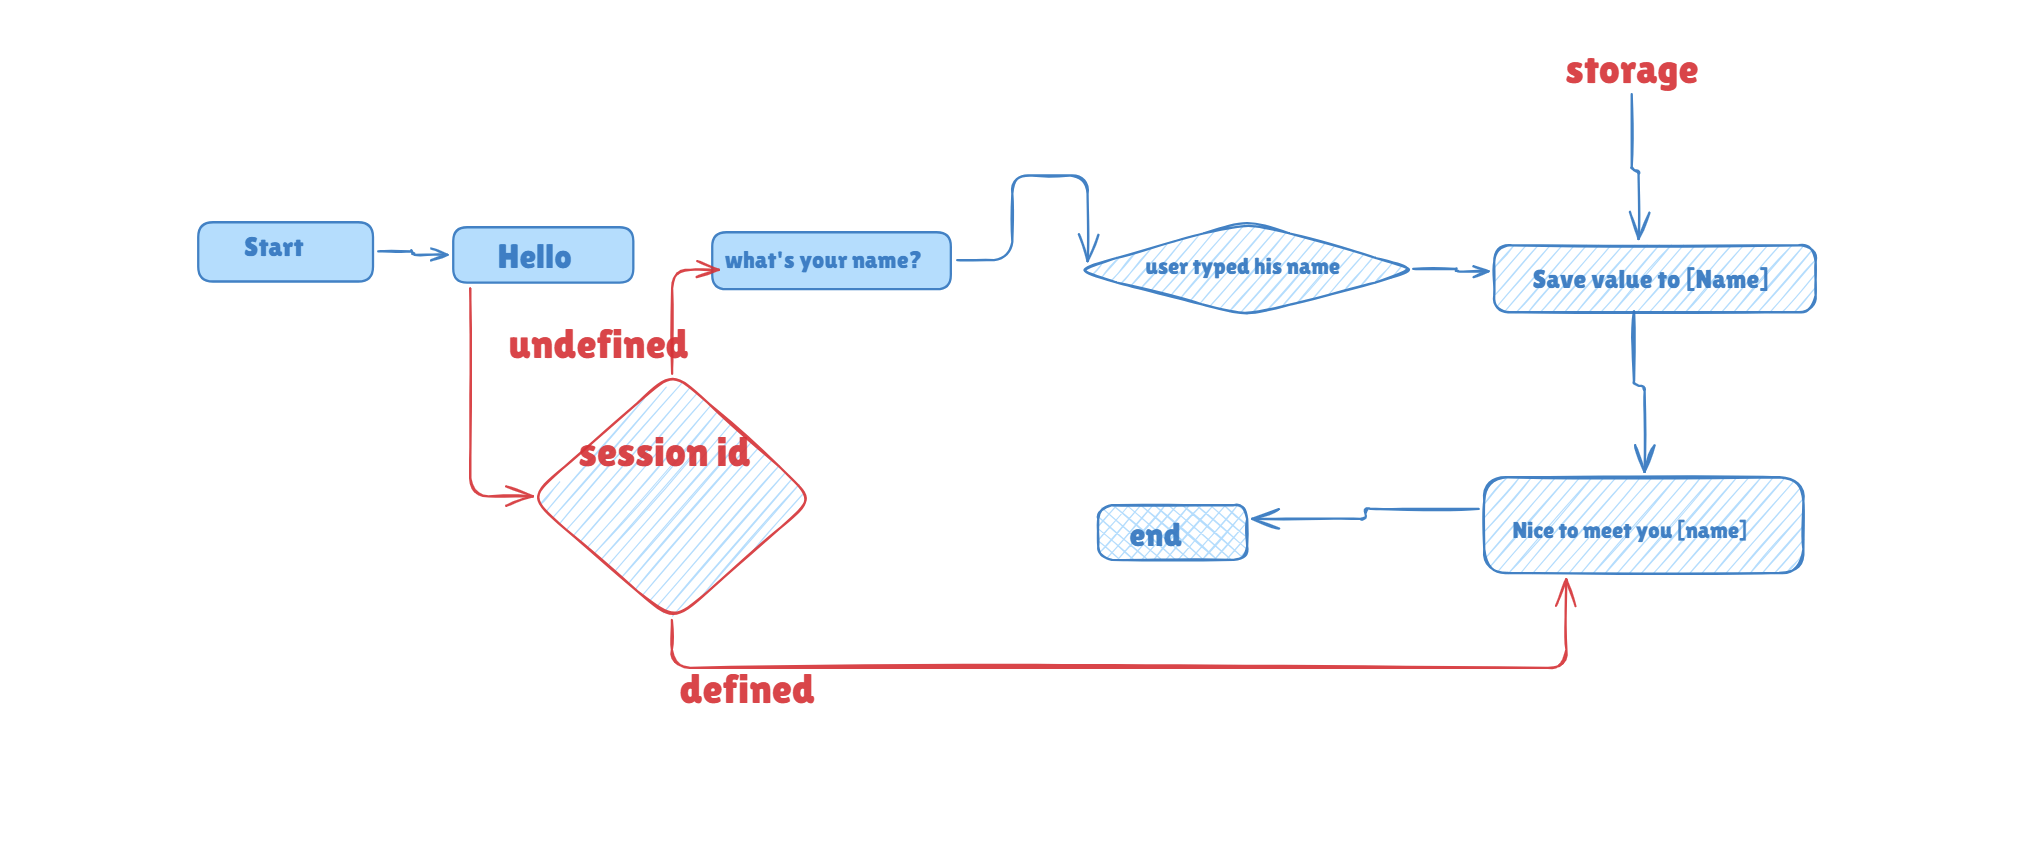 storage
Start
Hello
what's your name?
user typed his name
Save value to [Name]
undefined
session id
end
Nice to meet you [name]
defined